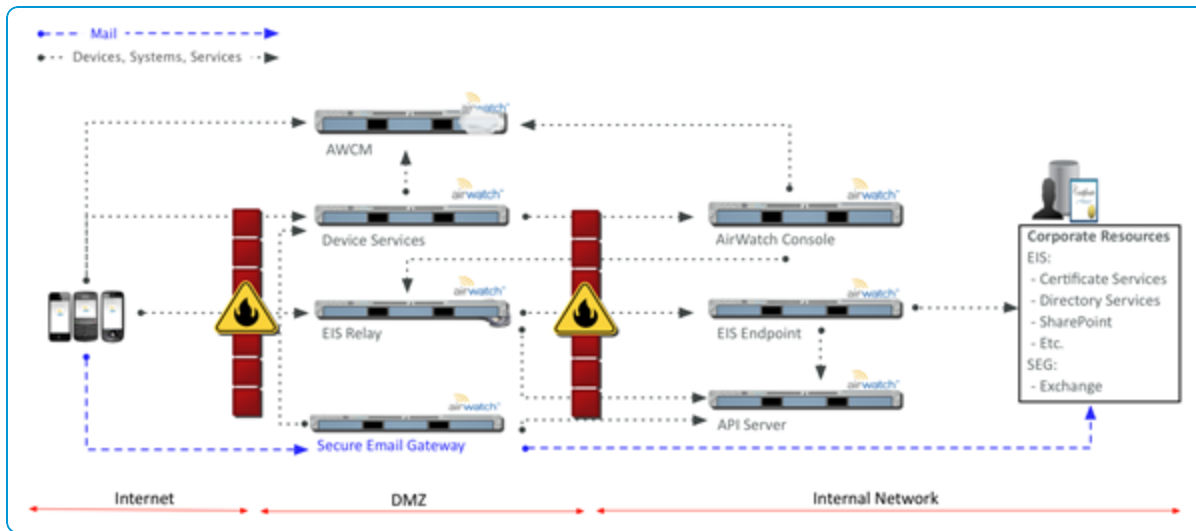 Mail
Devices, Systems, Services
airwatch
AWCM
airwatch
airwatch
Device Services
AirWatch Console
Corporate Resources
EIS:
- Certificate Services
- Directory Services
- SharePoint
- Etc.
SEG:
- Exchange
airwatch
airwatch
EIS Relay
EIS Endpoint
airwatch
airwatch
Secure Email Gateway
API Server
Internet
DMZ
Internal Network